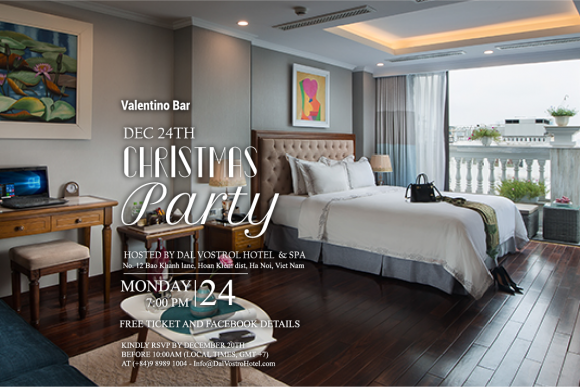 Valentino Bar
DEC 24TH
CHRISTMAS
Party
HOSTED BY DAL VOSTROL HOTEL & SPA
No. 12 Bao Khanh lane, Hoan Kiem dist, Ha Noi, Viet Nam
MONDAY 24
7:00 PM
FREE TICKET AND FACEBOOK DETAILS
KINDLY RSVP BY DECEMBER 20TH
BEFORE 10:00AM (LOCAL TIMES, GMT +7)
AT (+84)9 8989 1004 - Info@DalVostroHotel.com